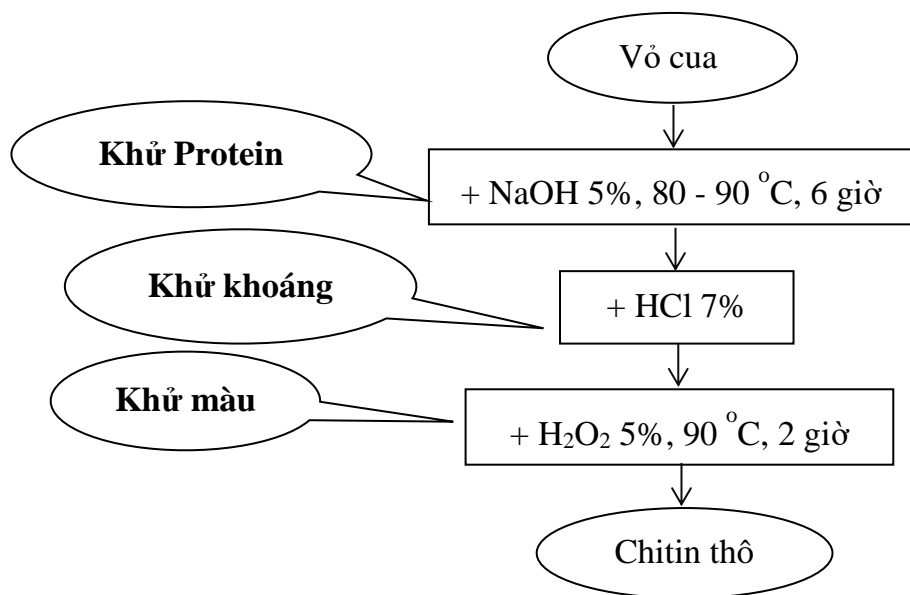 Vỏ cua
Khử Protein
+ NaOH 5%, 80 - 90 °C, 6 giờ
Khử khoáng
+ HCl 7%
Khử màu
+ H₂O₂ 5%, 90 °C, 2 giờ
Chitin thô